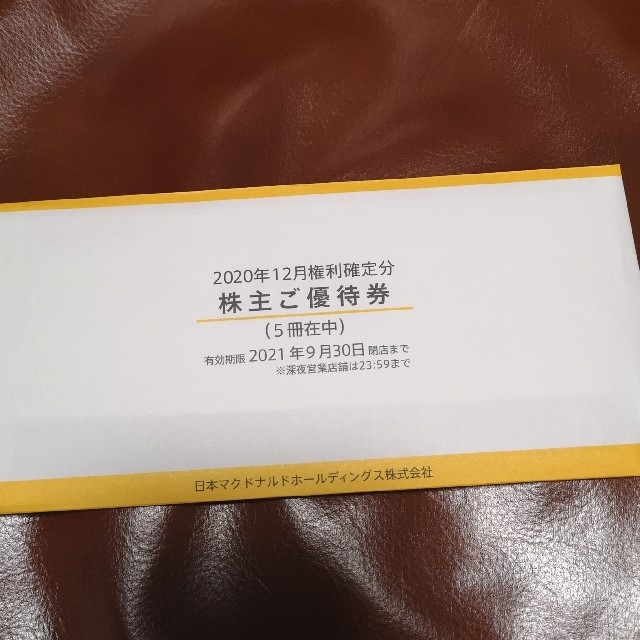 2020年12月権利確定分
株主ご優待券
(5冊在中)
有効期限 2021年9月30日 閉店まで
※深夜営業店舗は23:59まで
日本マクドナルドホールディングス株式会社